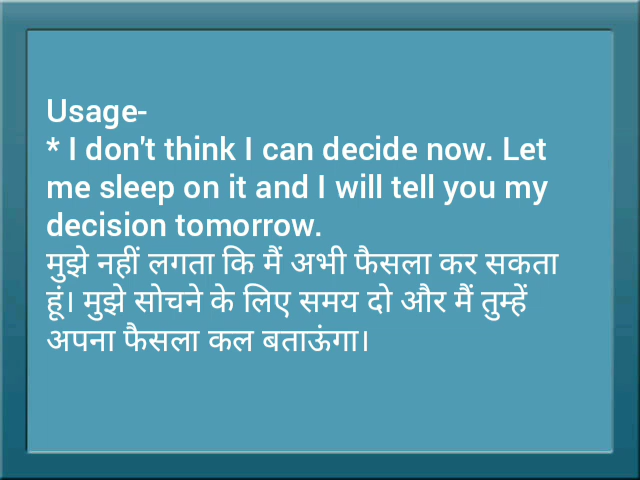 Usage-
* I don't think I can decide now. Let
me sleep on it and I will tell you my
decision tomorrow.
मुझे नहीं लगता कि मैं अभी फैसला कर सकता
हूं। मुझे सोचने के लिए समय दो और मैं तुम्हें
अपना फैसला कल बताऊंगा।